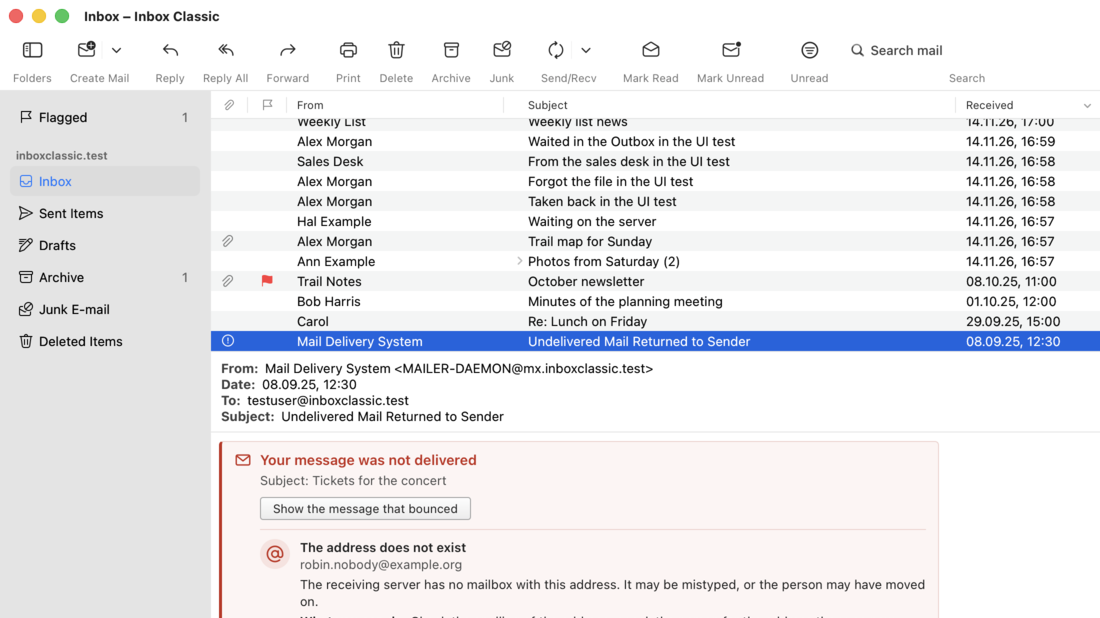 Inbox – Inbox Classic
Folders Create Mail Reply Reply All Forward Print Delete Archive Junk Send/Recv Mark Read Mark Unread Unread Search mail Search
Flagged 1
inboxclassic.test
Inbox
Sent Items
Drafts
Archive 1
Junk E-mail
Deleted Items
From Subject Received
Weekly List Weekly list news 14.11.26, 17:00
Alex Morgan Waited in the Outbox in the UI test 14.11.26, 16:59
Sales Desk From the sales desk in the UI test 14.11.26, 16:58
Alex Morgan Forgot the file in the UI test 14.11.26, 16:58
Alex Morgan Taken back in the UI test 14.11.26, 16:58
Hal Example Waiting on the server 14.11.26, 16:57
Alex Morgan Trail map for Sunday 14.11.26, 16:57
Ann Example Photos from Saturday (2) 14.11.26, 16:57
Trail Notes October newsletter 08.10.25, 11:00
Bob Harris Minutes of the planning meeting 01.10.25, 12:00
Carol Re: Lunch on Friday 29.09.25, 15:00
Mail Delivery System Undelivered Mail Returned to Sender 08.09.25, 12:30
From: Mail Delivery System <MAILER-DAEMON@mx.inboxclassic.test>
Date: 08.09.25, 12:30
To: testuser@inboxclassic.test
Subject: Undelivered Mail Returned to Sender
Your message was not delivered
Subject: Tickets for the concert
Show the message that bounced
The address does not exist
robin.nobody@example.org
The receiving server has no mailbox with this address. It may be mistyped, or the person may have moved
on.